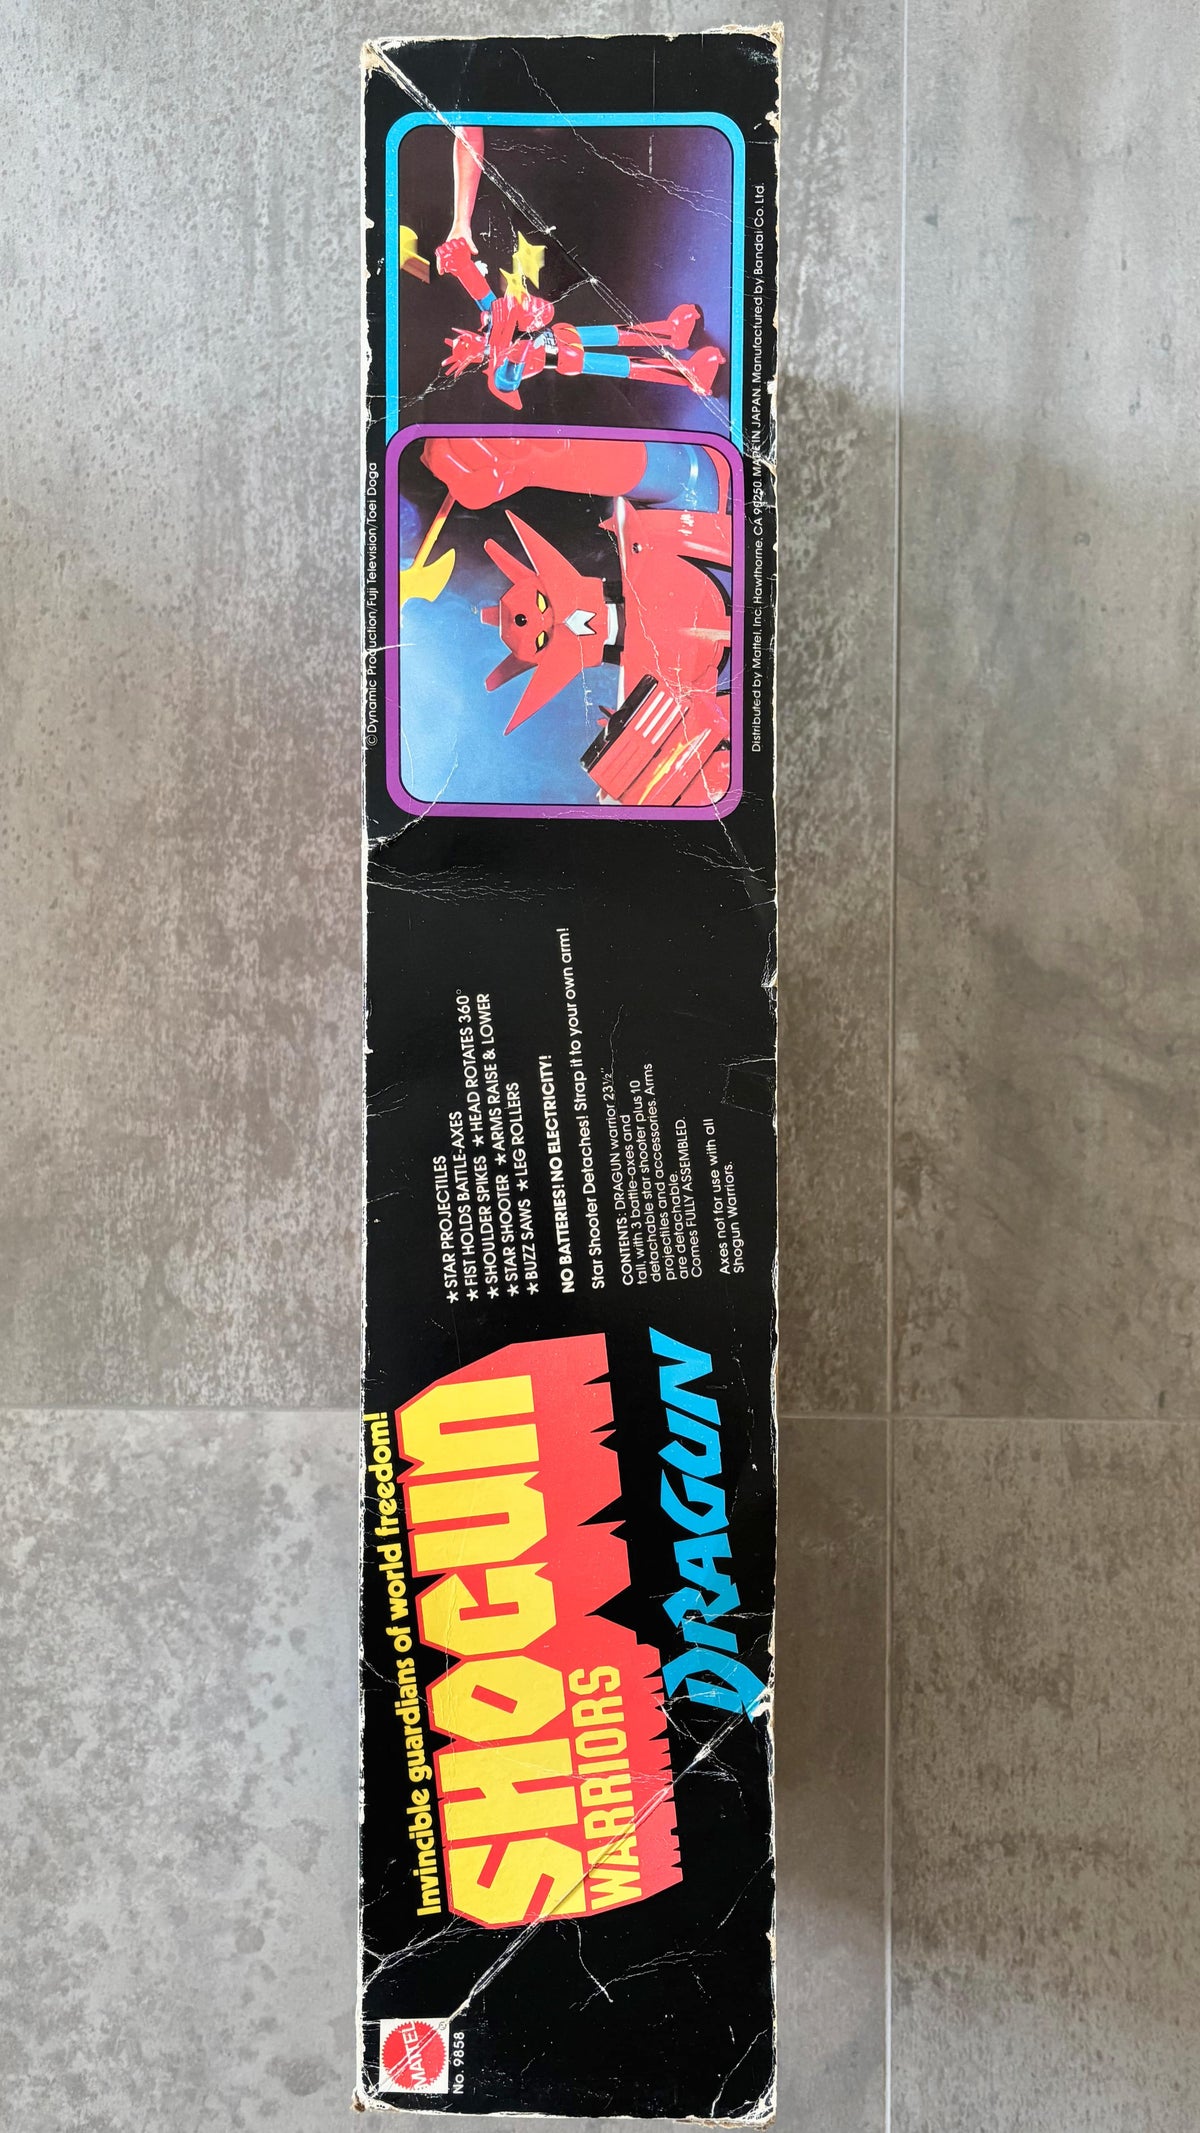 MATTEL
No. 9858
Invincible guardians of world freedom!
SHOGUN
WARRIORS
DRAGUN
★ STAR PROJECTILES
★ FIST HOLDS BATTLE-AXES
★ SHOULDER SPIKES ★ HEAD ROTATES 360°
★ STAR SHOOTER ★ ARMS RAISE & LOWER
★ BUZZ SAWS ★ LEG ROLLERS
NO BATTERIES! NO ELECTRICITY!
Star Shooter Detaches! Strap it to your own arm!
CONTENTS: DRAGUN warrior 23½"
tall, with 3 battle-axes and
detachable star shooter plus 10
projectiles and accessories. Arms
are detachable.
Comes FULLY ASSEMBLED.
Axes not for use with all
Shogun Warriors.
© Dynamic Production/Fuji Television/Toei Doga
Distributed by Mattel, Inc. Hawthorne, CA 90250. MADE IN JAPAN. Manufactured by Bandai Co. Ltd.